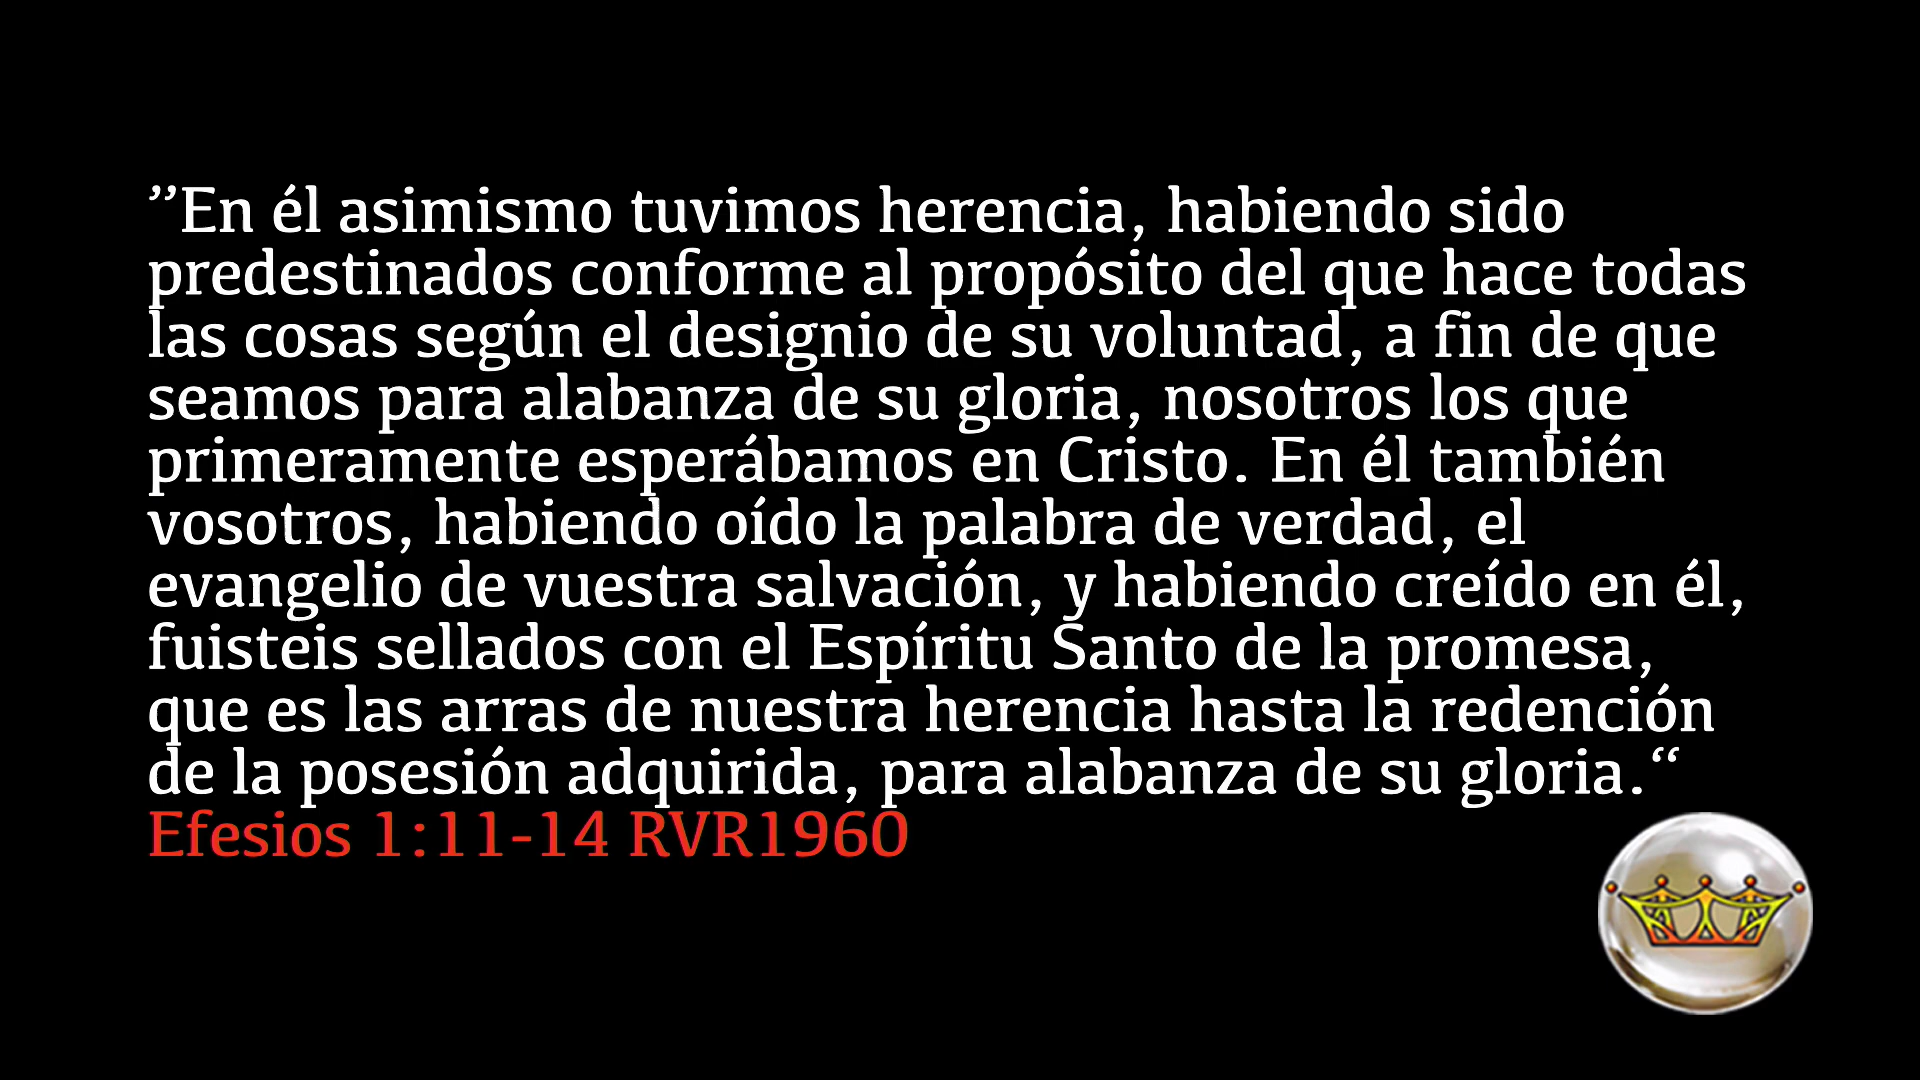 ”En él asimismo tuvimos herencia, habiendo sido
predestinados conforme al propósito del que hace todas
las cosas según el designio de su voluntad, a fin de que
seamos para alabanza de su gloria, nosotros los que
primeramente esperábamos en Cristo. En él también
vosotros, habiendo oído la palabra de verdad, el
evangelio de vuestra salvación, y habiendo creído en él,
fuisteis sellados con el Espíritu Santo de la promesa,
que es las arras de nuestra herencia hasta la redención
de la posesión adquirida, para alabanza de su gloria.“
Efesios 1:11-14 RVR1960